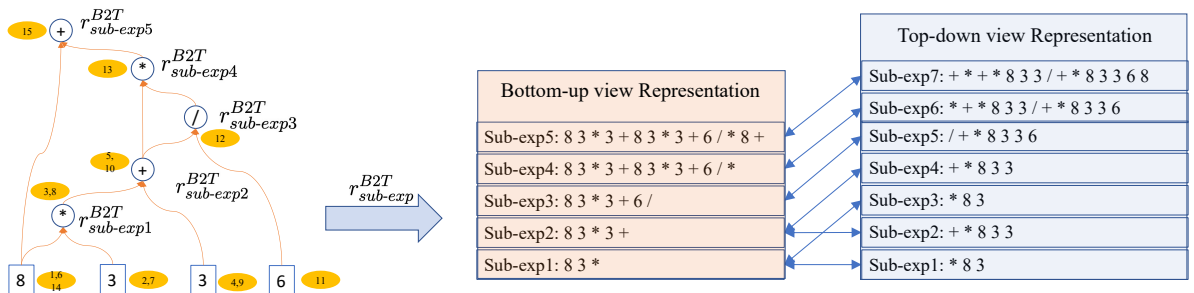 15 + r^{B2T}_{sub-exp5}
13 * r^{B2T}_{sub-exp4}
/ r^{B2T}_{sub-exp3}
12
5,
10
+ r^{B2T}_{sub-exp2}
3,8
* r^{B2T}_{sub-exp1}
8 1,6
14
3 2,7
3 4,9
6 11
r^{B2T}_{sub-exp}
Bottom-up view Representation
Sub-exp5: 8 3 * 3 + 8 3 * 3 + 6 / * 8 +
Sub-exp4: 8 3 * 3 + 8 3 * 3 + 6 / *
Sub-exp3: 8 3 * 3 + 6 /
Sub-exp2: 8 3 * 3 +
Sub-exp1: 8 3 *
Top-down view Representation
Sub-exp7: + * + * 8 3 3 / + * 8 3 3 6 8
Sub-exp6: * + * 8 3 3 / + * 8 3 3 6
Sub-exp5: / + * 8 3 3 6
Sub-exp4: + * 8 3 3
Sub-exp3: * 8 3
Sub-exp2: + * 8 3 3
Sub-exp1: * 8 3